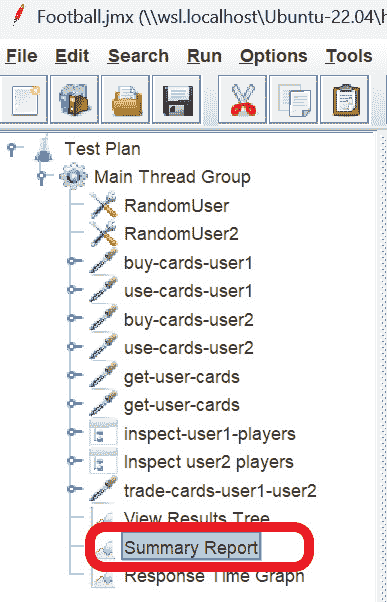 Football.jmx (\\wsl.localhost\Ubuntu-22.04\h
File Edit Search Run Options Tools
Test Plan
Main Thread Group
RandomUser
RandomUser2
buy-cards-user1
use-cards-user1
buy-cards-user2
use-cards-user2
get-user-cards
get-user-cards
inspect-user1-players
Inspect user2 players
trade-cards-user1-user2
View Results Tree
Summary Report
Response Time Graph